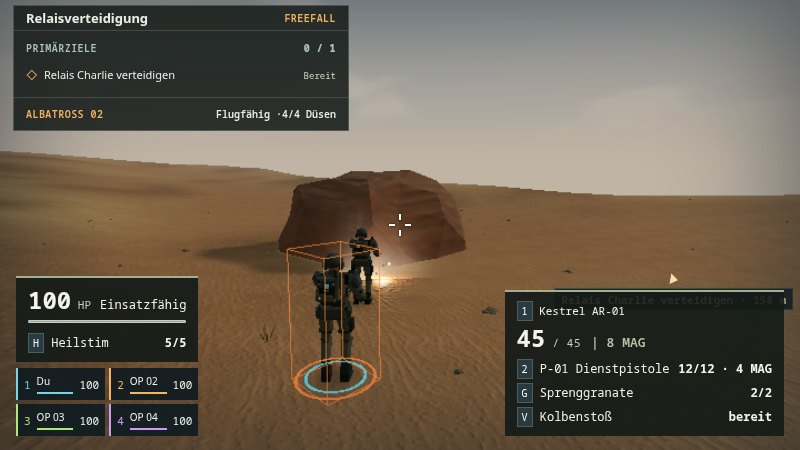 Relaisverteidigung FREEFALL
PRIMÄRZIELE 0 / 1
Relais Charlie verteidigen Bereit
ALBATROSS 02 Flugfähig ·4/4 Düsen
100 HP Einsatzfähig
H Heilstim 5/5
1 Du 100
2 OP 02 100
3 OP 03 100
4 OP 04 100
Relais Charlie verteidigen · 158 m
1 Kestrel AR-01
45 / 45 | 8 MAG
2 P-01 Dienstpistole 12/12 · 4 MAG
G Sprenggranate 2/2
V Kolbenstoß bereit